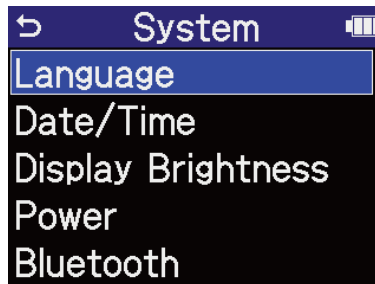 System
Language
Date/Time
Display Brightness
Power
Bluetooth